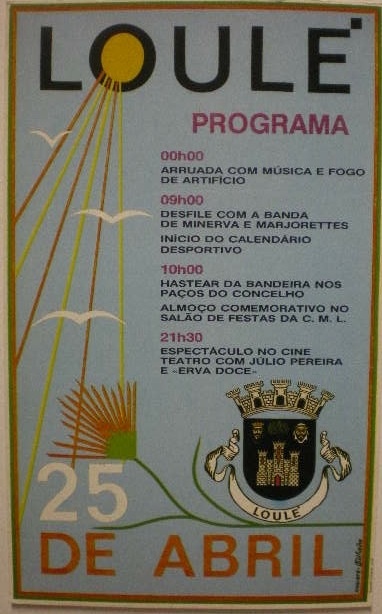 LOULÉ
PROGRAMA
00h00
ARRUADA COM MÚSICA E FOGO
DE ARTIFÍCIO
09h00
DESFILE COM A BANDA
DE MINERVA E MARJORETTES
INÍCIO DO CALENDÁRIO
DESPORTIVO
10h00
HASTEAR DA BANDEIRA NOS
PAÇOS DO CONCELHO
ALMOÇO COMEMORATIVO NO
SALÃO DE FESTAS DA C. M. L.
21h30
ESPECTÁCULO NO CINE
TEATRO COM JÚLIO PEREIRA
E «ERVA DOCE»
LOULÉ
25
DE ABRIL